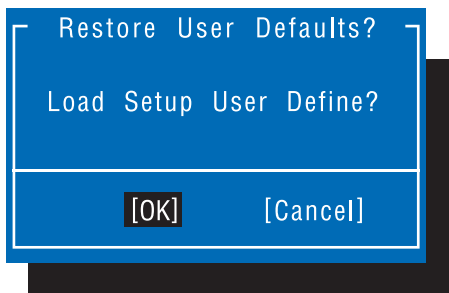 Restore User Defaults?
Load Setup User Define?
[OK] [Cancel]